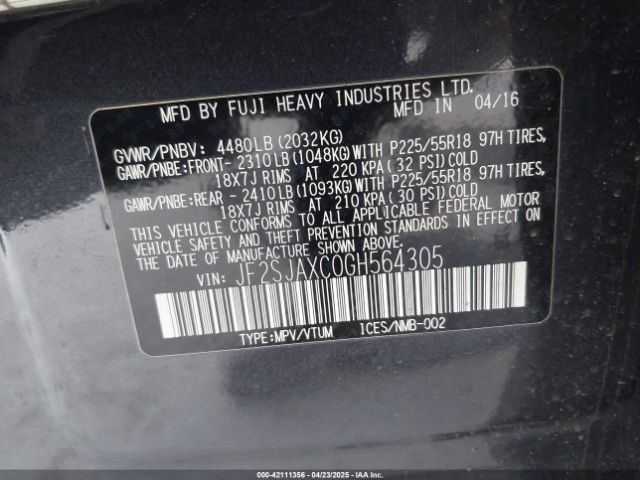 MFD BY FUJI HEAVY INDUSTRIES LTD.
MFD IN 04/16
GVWR/PNBV: 4480LB(2032KG)
GAWR/PNBE:FRONT- 2310LB(1048KG)WITH P225/55R18 97H TIRES,
18X7J RIMS AT 220 KPA(32 PSI)COLD
GAWR/PNBE:REAR - 2410LB(1093KG)WITH P225/55R18 97H TIRES,
18X7J RIMS AT 210 KPA(30 PSI)COLD
THIS VEHICLE CONFORMS TO ALL APPLICABLE FEDERAL MOTOR
VEHICLE SAFETY AND THEFT PREVENTION STANDARDS IN EFFECT ON
THE DATE OF MANUFACTURE SHOWN ABOVE.
VIN: JF2SJAXC0GH564305
TYPE:MPV/VTUM ICES/NMB-002
000-42111356 - 04/23/2025 - IAA Inc.